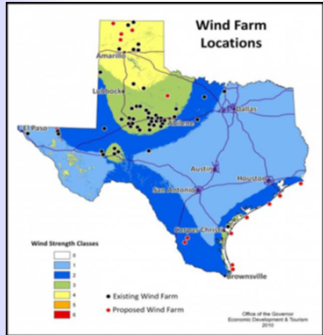 Wind Farm
Locations
Amarillo
Lubbock
Dallas
Abilene
El Paso
Austin
Houston
San Antonio
Corpus Christi
Brownsville
Wind Strength Classes
0
1
2
3
4
5
6
Existing Wind Farm
Proposed Wind Farm
Office of the Governor
Economic Development & Tourism
2010